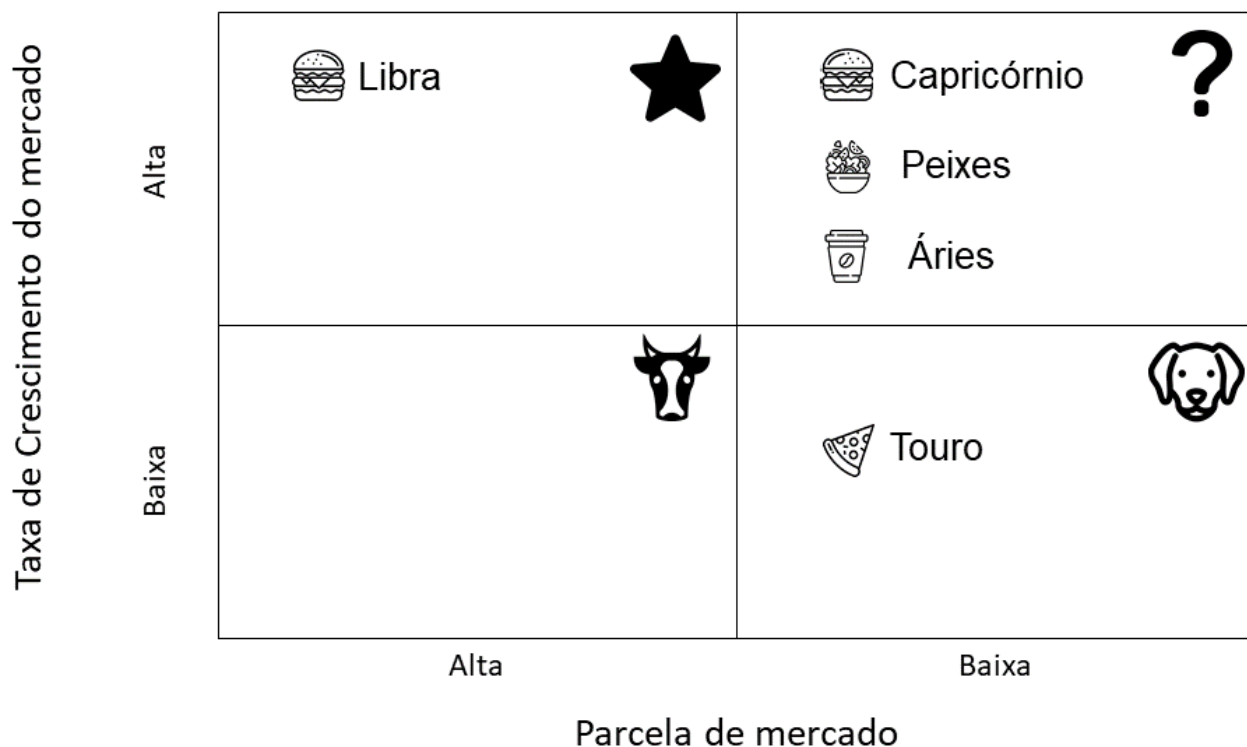 Taxa de Crescimento do mercado
Alta
Baixa
Libra
Capricórnio
?
Peixes
Áries
Touro
Alta
Baixa
Parcela de mercado